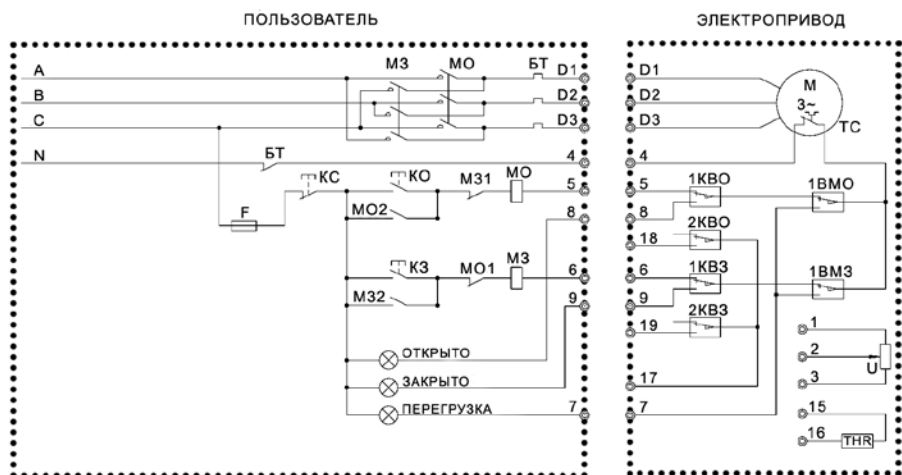 ПОЛЬЗОВАТЕЛЬ ЭЛЕКТРОПРИВОД
A МЗ МО БТ D1 D1 М
B D2 D2 3~
C D3 D3 ТС
N БТ 4 4
КС КО МЗ1 МО 5 5 1КВО 1ВМО
F МО2 8 8 2КВО
18
КЗ МО1 МЗ 6 6 1КВЗ 1ВМЗ
МЗ2 9 9 2КВЗ
19 1
ОТКРЫТО 2 U
ЗАКРЫТО 17 3
ПЕРЕГРУЗКА 7 7 15
16 THR